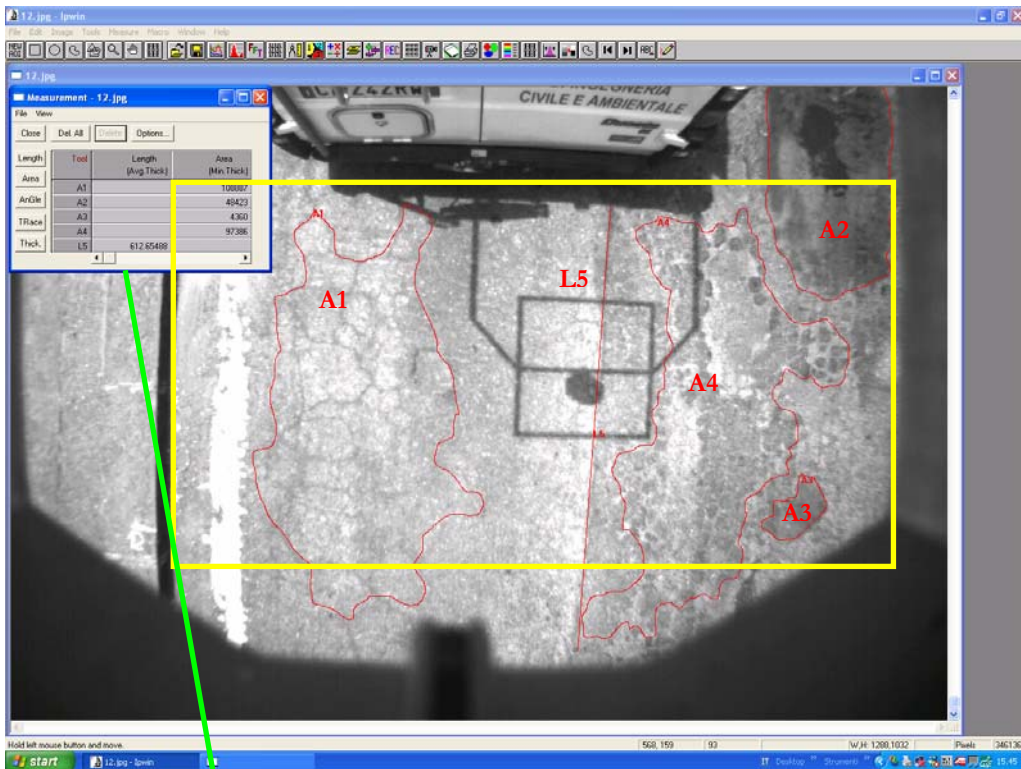 12.jpg - Ipwin
File Edit Image Tools Measure Macro Window Help
12.jpg
Measurement - 12.jpg
File View
Close Del. All Delete Options...
Length
Area
AnGle
TRace
Thick.
Tool Length (Avg.Thick) Area (Min.Thick)
A1
A2 48423
A3 4360
A4 97386
L5 612.65488
242RW
CIVILE E AMBIENTALE
A1
A1
A2
L5
A4
A4
L5
A3
Hold left mouse button and move.
568, 159
93
W,H: 1280,1032
Pixels
346136
start
12.jpg - Ipwin
Desktop
Strumenti
15.45